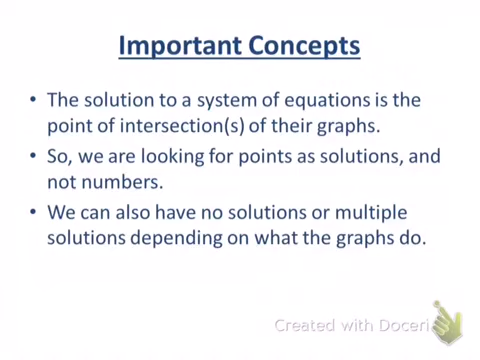 Important Concepts
• The solution to a system of equations is the
point of intersection(s) of their graphs.
• So, we are looking for points as solutions, and
not numbers.
• We can also have no solutions or multiple
solutions depending on what the graphs do.
Created with Doceri